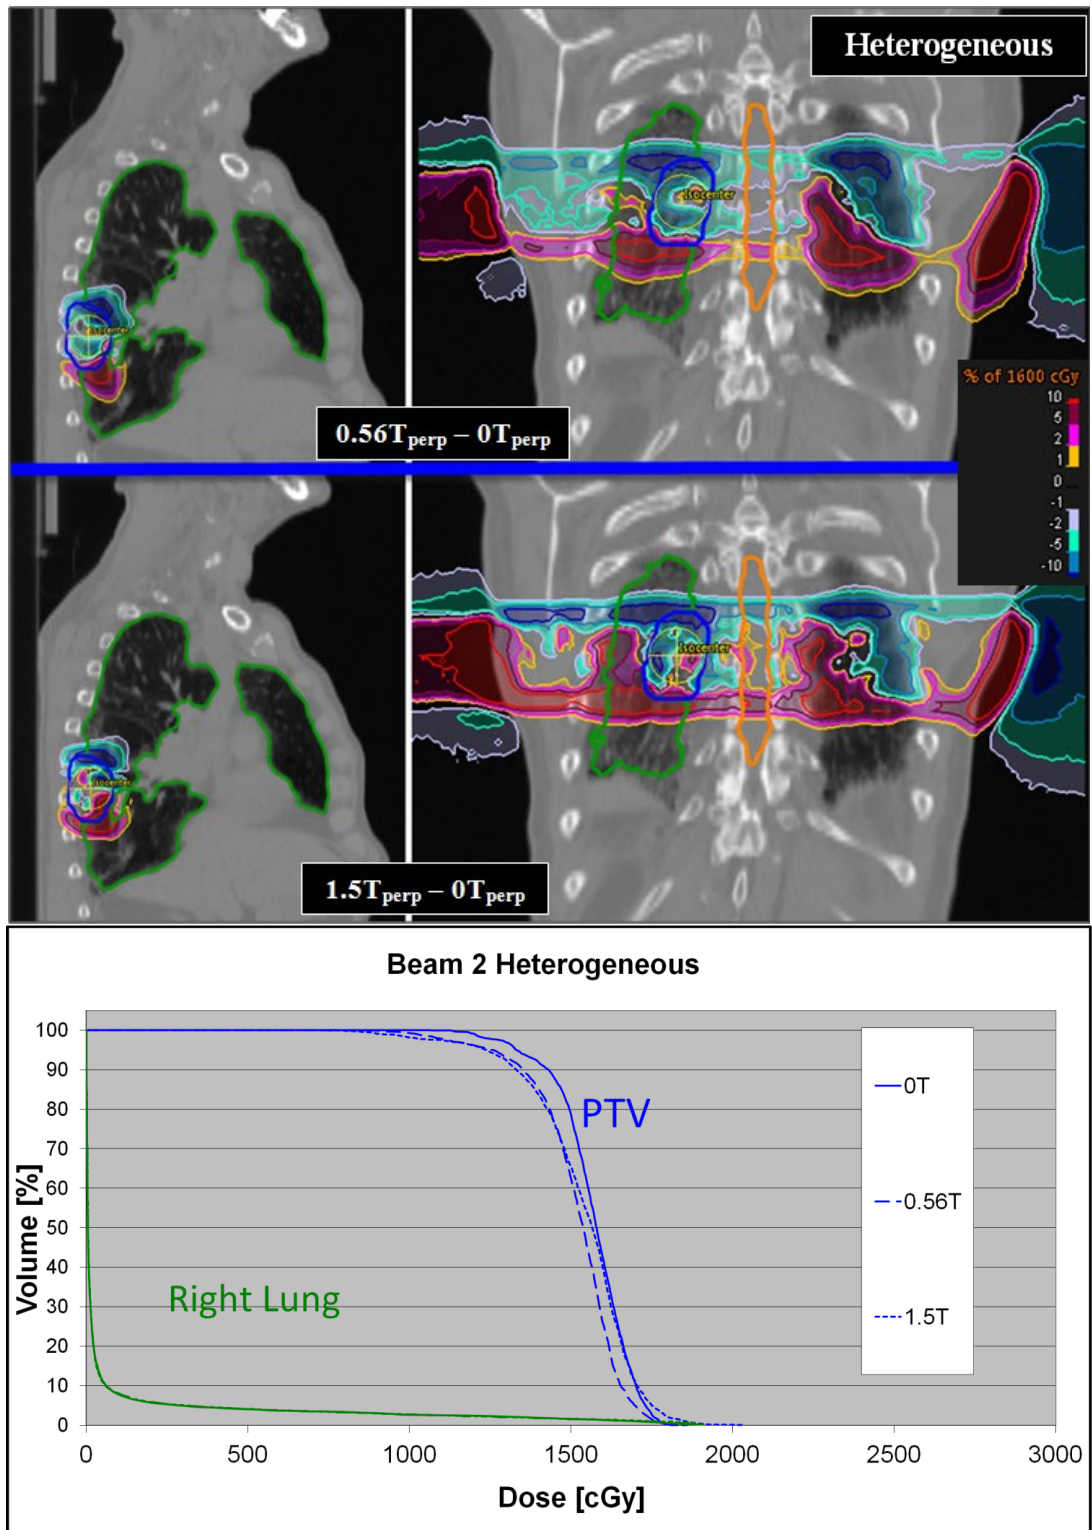 Heterogeneous
Isocenter
Isocenter
% of 1600 cGy
10
5
2
1
0
-1
-2
-5
-10
0.56Tperp – 0Tperp
Isocenter
Isocenter
1.5Tperp – 0Tperp
Beam 2 Heterogeneous
Volume [%]
100
90
80
70
60
50
40
30
20
10
0
PTV
Right Lung
0T
0.56T
1.5T
0 500 1000 1500 2000 2500 3000
Dose [cGy]